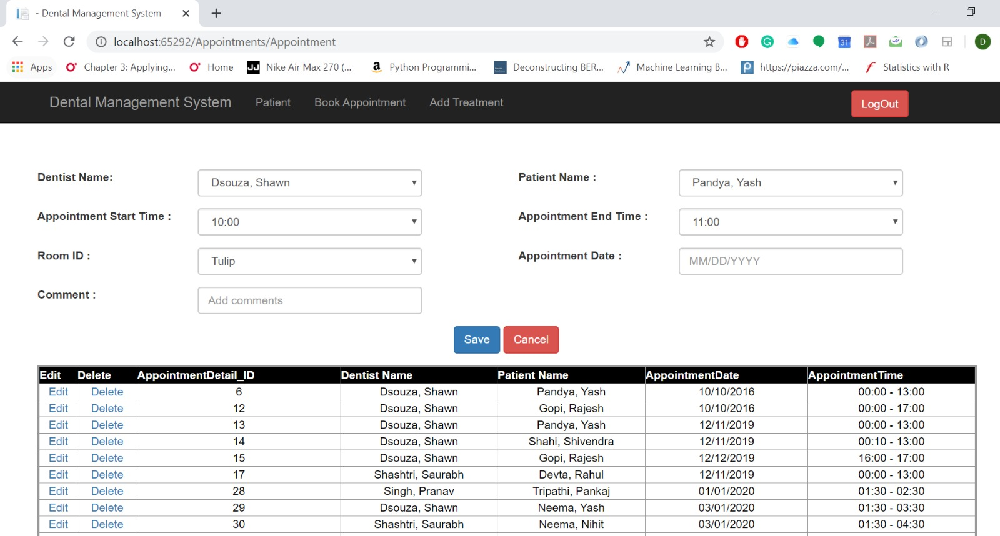 - Dental Management System
localhost:65292/Appointments/Appointment
31
D
Apps Chapter 3: Applying... Home Nike Air Max 270 (... Python Programmi... Deconstructing BER... Machine Learning B... https://piazza.com/... Statistics with R
Dental Management System Patient Book Appointment Add Treatment LogOut
Dentist Name: Dsouza, Shawn Patient Name : Pandya, Yash
Appointment Start Time : 10:00 Appointment End Time : 11:00
Room ID : Tulip Appointment Date : MM/DD/YYYY
Comment : Add comments
Save Cancel
Edit Delete AppointmentDetail_ID Dentist Name Patient Name AppointmentDate AppointmentTime
Edit Delete 6 Dsouza, Shawn Pandya, Yash 10/10/2016 00:00 - 13:00
Edit Delete 12 Dsouza, Shawn Gopi, Rajesh 10/10/2016 00:00 - 17:00
Edit Delete 13 Dsouza, Shawn Pandya, Yash 12/11/2019 00:00 - 13:00
Edit Delete 14 Dsouza, Shawn Shahi, Shivendra 12/11/2019 00:10 - 13:00
Edit Delete 15 Dsouza, Shawn Gopi, Rajesh 12/12/2019 16:00 - 17:00
Edit Delete 17 Shashtri, Saurabh Devta, Rahul 12/11/2019 00:00 - 13:00
Edit Delete 28 Singh, Pranav Tripathi, Pankaj 01/01/2020 01:30 - 02:30
Edit Delete 29 Dsouza, Shawn Neema, Yash 03/01/2020 01:30 - 03:30
Edit Delete 30 Shashtri, Saurabh Neema, Nihit 03/01/2020 01:30 - 04:30